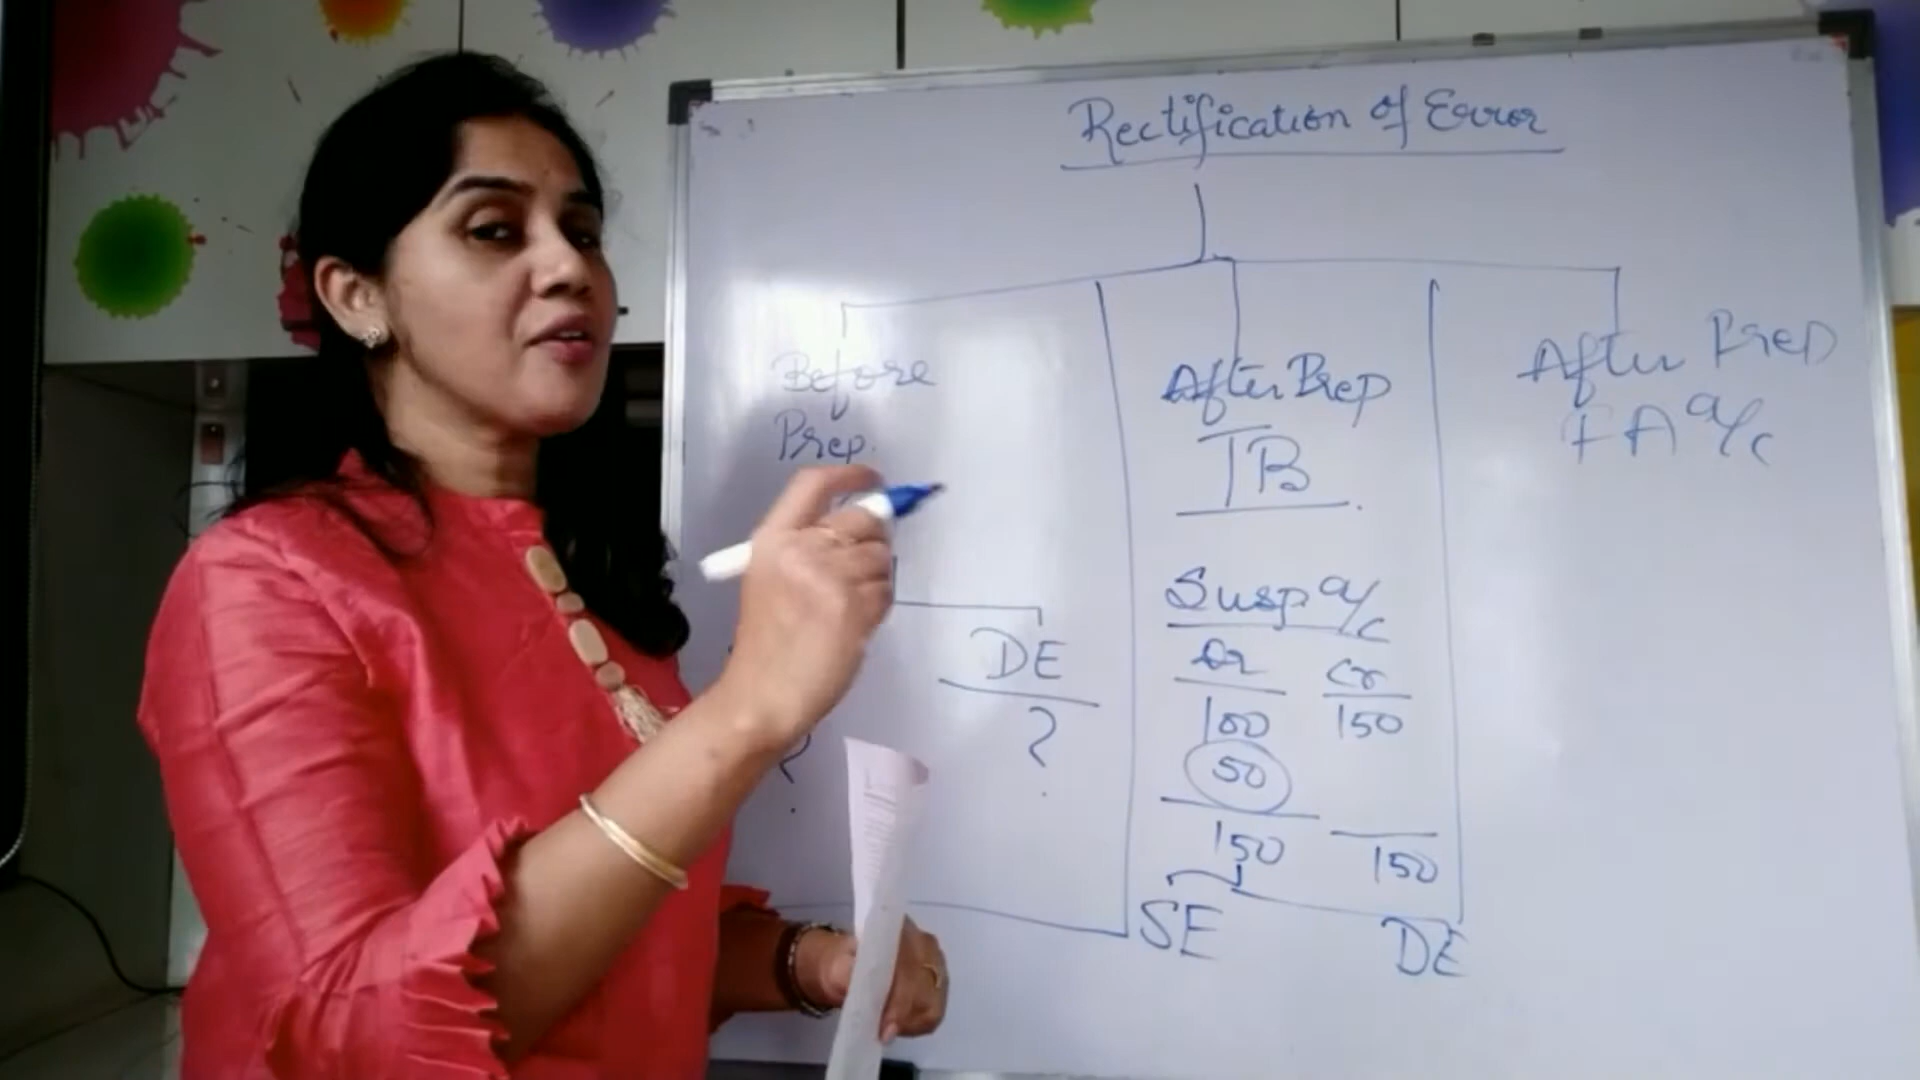 Rectification of Error
Before
Prep.
DE
?
?
After Prep
TB
Susp a/c
Dr Cr
100 150
50
150 150
SE DE
After Prep
FA a/c